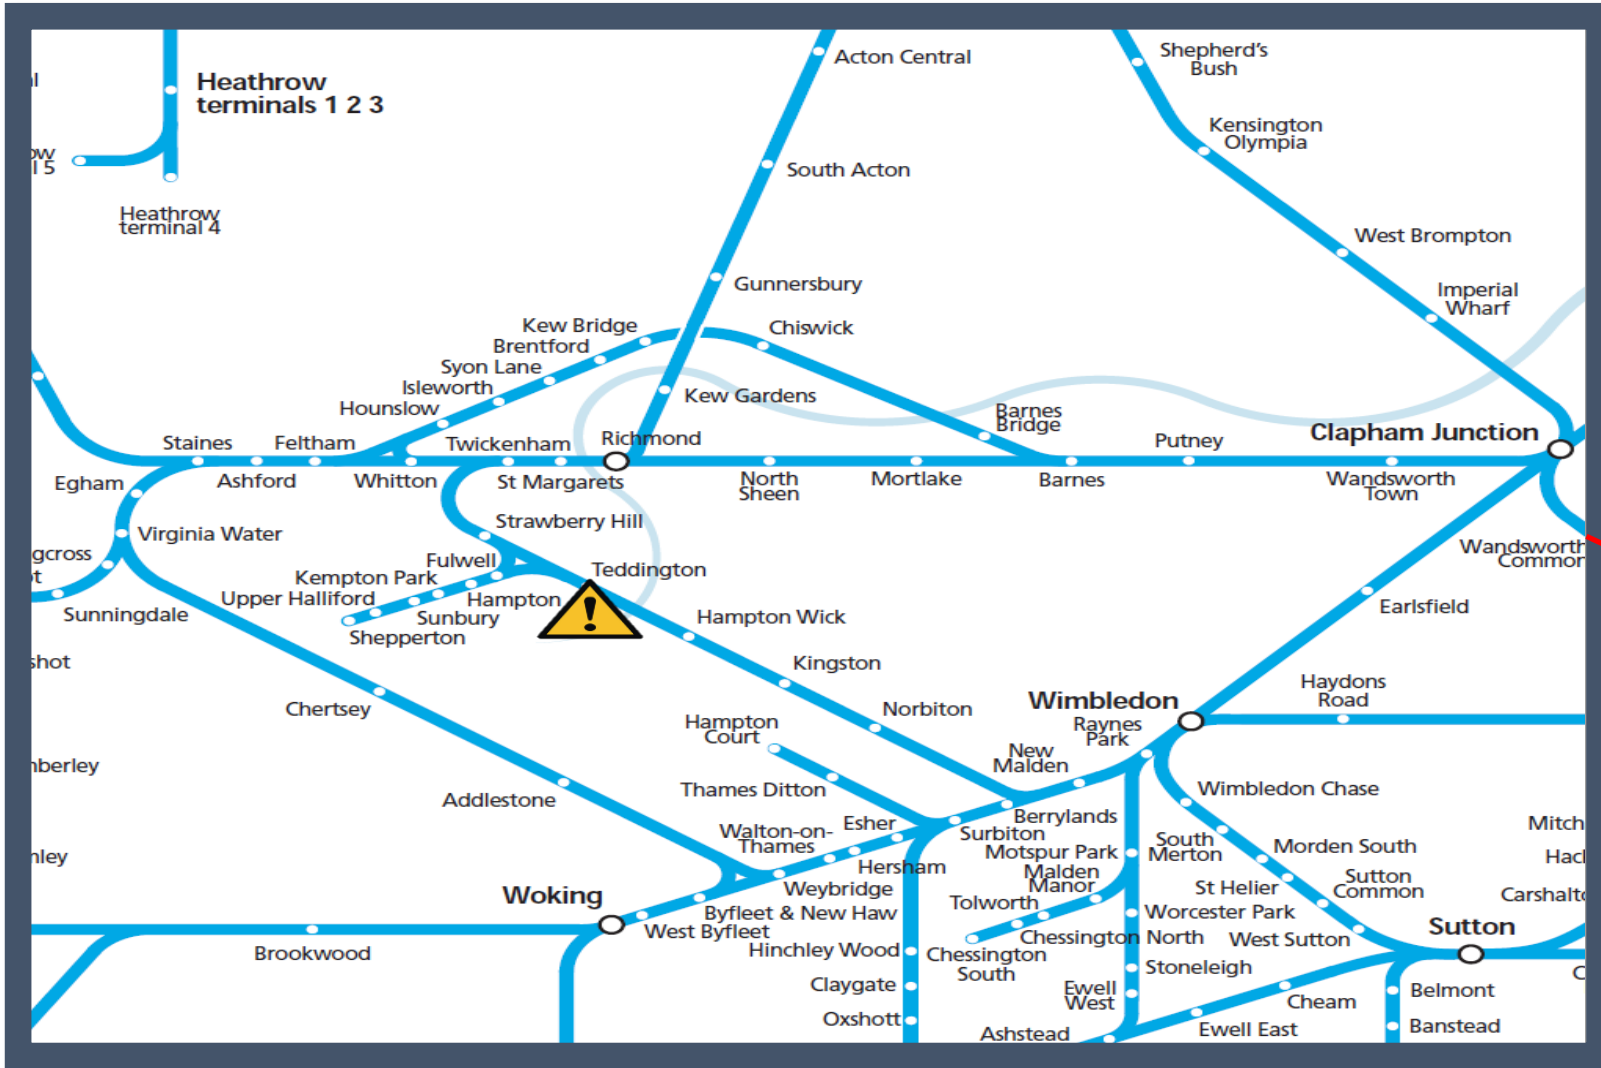 Heathrow
terminals 1 2 3
Heathrow
terminal 4
Acton Central
South Acton
Gunnersbury
Shepherd's
Bush
Kensington
Olympia
West Brompton
Imperial
Wharf
Kew Bridge
Brentford
Syon Lane
Isleworth
Hounslow
Chiswick
Kew Gardens
Barnes
Bridge
Clapham Junction
Staines
Feltham
Twickenham
Richmond
Putney
Egham
Ashford
Whitton
St Margarets
North
Sheen
Mortlake
Barnes
Wandsworth
Town
Virginia Water
Strawberry Hill
Fulwell
Teddington
Kempton Park
Upper Halliford
Hampton
Sunbury
Shepperton
Sunningdale
Wandsworth
Common
Earlsfield
Hampton Wick
Kingston
Norbiton
Chertsey
Hampton
Court
Wimbledon
Raynes
Park
Haydons
Road
New
Malden
Thames Ditton
Addlestone
Wimbledon Chase
Esher
Walton-on-
Thames
Berrylands
Surbiton
Hersham
Motspur Park
Malden
Manor
South
Merton
Morden South
St Helier
Sutton
Common
Woking
Weybridge
Byfleet & New Haw
West Byfleet
Tolworth
Worcester Park
Chessington North
Chessington
South
West Sutton
Sutton
Brookwood
Hinchley Wood
Claygate
Oxshott
Stoneleigh
Ewell
West
Ashstead
Cheam
Ewell East
Belmont
Banstead